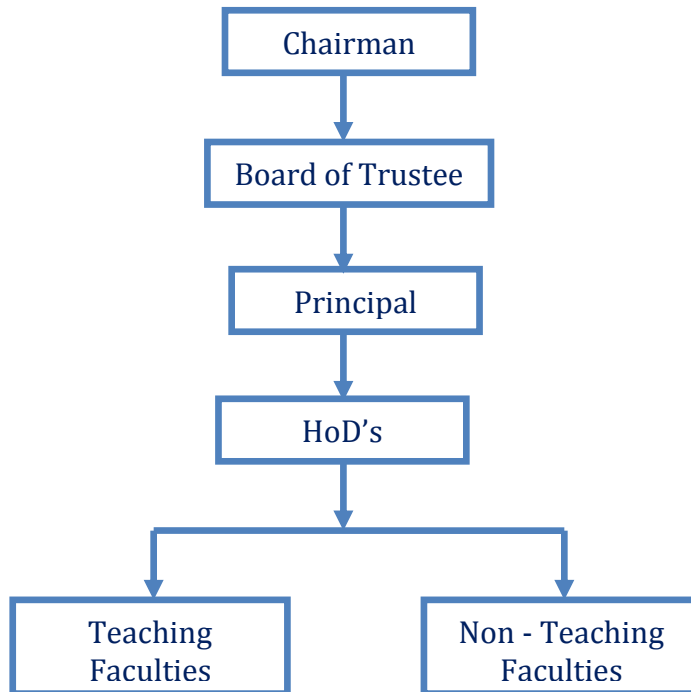 Chairman
Board of Trustee
Principal
HoD’s
Teaching
Faculties
Non - Teaching
Faculties